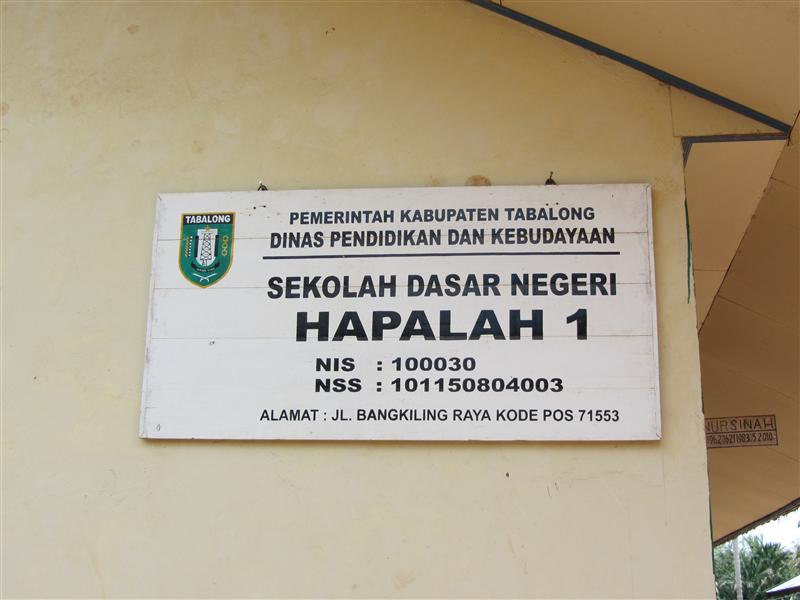 TABALONG
PEMERINTAH KABUPATEN TABALONG
DINAS PENDIDIKAN DAN KEBUDAYAAN
SEKOLAH DASAR NEGERI
HAPALAH 1
NIS : 100030
NSS : 101150804003
ALAMAT : JL. BANGKILING RAYA KODE POS 71553
NURSINAH